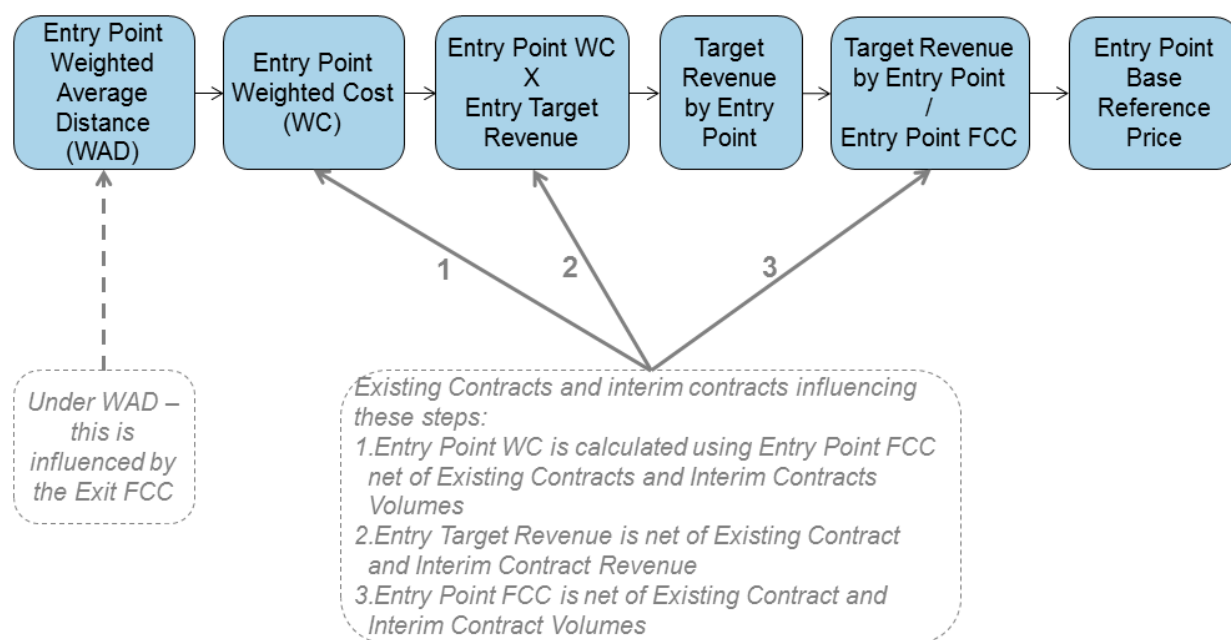 Entry Point
Weighted
Average
Distance
(WAD)
Entry Point
Weighted Cost
(WC)
Entry Point WC
X
Entry Target
Revenue
Target
Revenue
by Entry
Point
Target Revenue
by Entry Point
/
Entry Point FCC
Entry Point
Base
Reference
Price
1
2
3
Under WAD –
this is
influenced by
the Exit FCC
Existing Contracts and interim contracts influencing
these steps:
1.Entry Point WC is calculated using Entry Point FCC
net of Existing Contracts and Interim Contracts
Volumes
2.Entry Target Revenue is net of Existing Contract
and Interim Contract Revenue
3.Entry Point FCC is net of Existing Contract and
Interim Contract Volumes